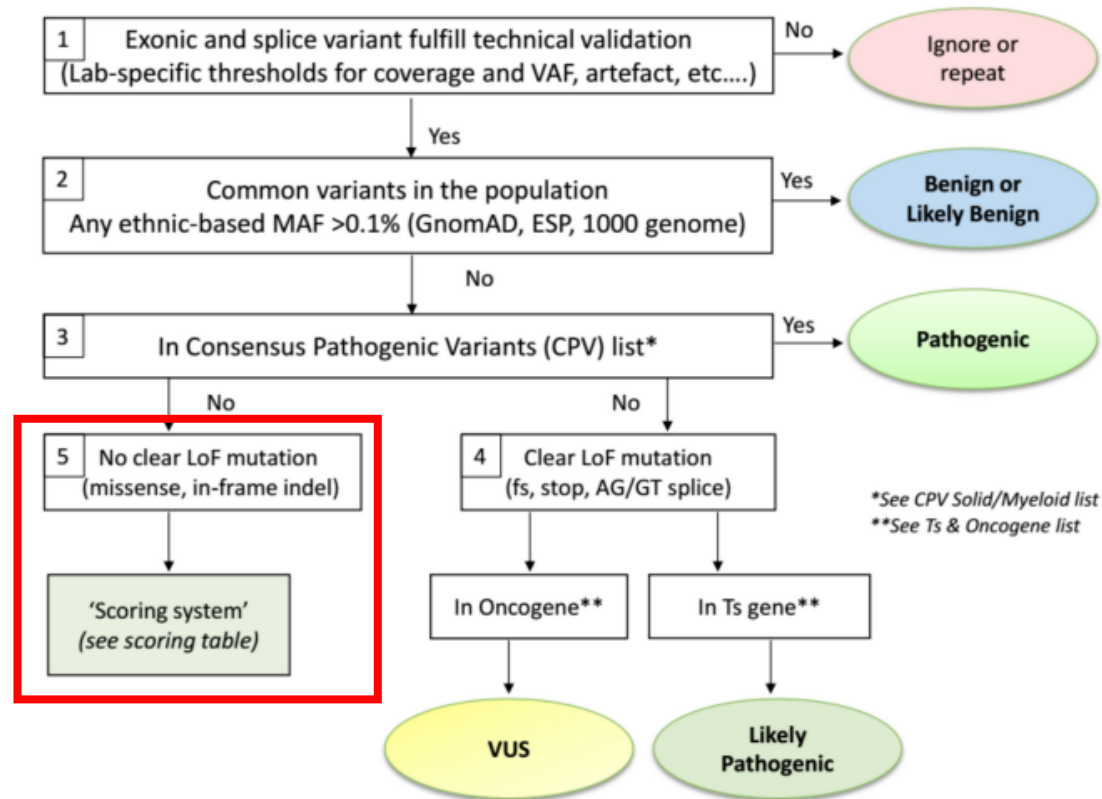 1
Exonic and splice variant fulfill technical validation
(Lab-specific thresholds for coverage and VAF, artefact, etc….)
No
Ignore or
repeat
Yes
2
Common variants in the population
Any ethnic-based MAF >0.1% (GnomAD, ESP, 1000 genome)
Yes
Benign or
Likely Benign
No
3
In Consensus Pathogenic Variants (CPV) list*
Yes
Pathogenic
No
No
5
No clear LoF mutation
(missense, in-frame indel)
4
Clear LoF mutation
(fs, stop, AG/GT splice)
*See CPV Solid/Myeloid list
**See Ts & Oncogene list
‘Scoring system’
(see scoring table)
In Oncogene**
In Ts gene**
VUS
Likely
Pathogenic